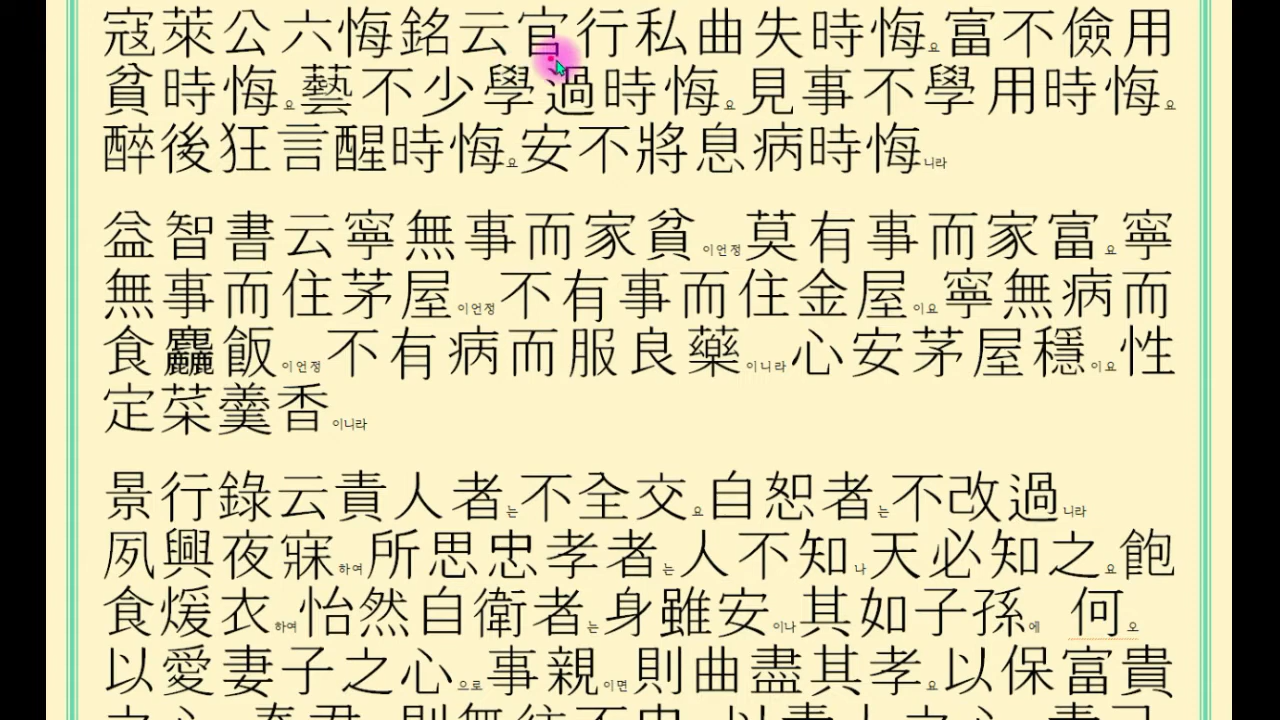 寇萊公六悔銘云官行私曲失時悔요富不儉用
貧時悔요藝不少學過時悔요見事不學用時悔요
醉後狂言醒時悔요安不將息病時悔니라
益智書云寧無事而家貧이언정莫有事而家富요寧
無事而住茅屋이언정不有事而住金屋이요寧無病而
食麤飯이언정不有病而服良藥이니라心安茅屋穩이요性
定菜羹香이니라
景行錄云責人者는不全交요自恕者는不改過니라
夙興夜寐하여所思忠孝者는人不知나天必知之요飽
食煖衣하여怡然自衛者는身雖安이나其如子孫에 何오
以愛妻子之心으로事親이면則曲盡其孝요以保富貴